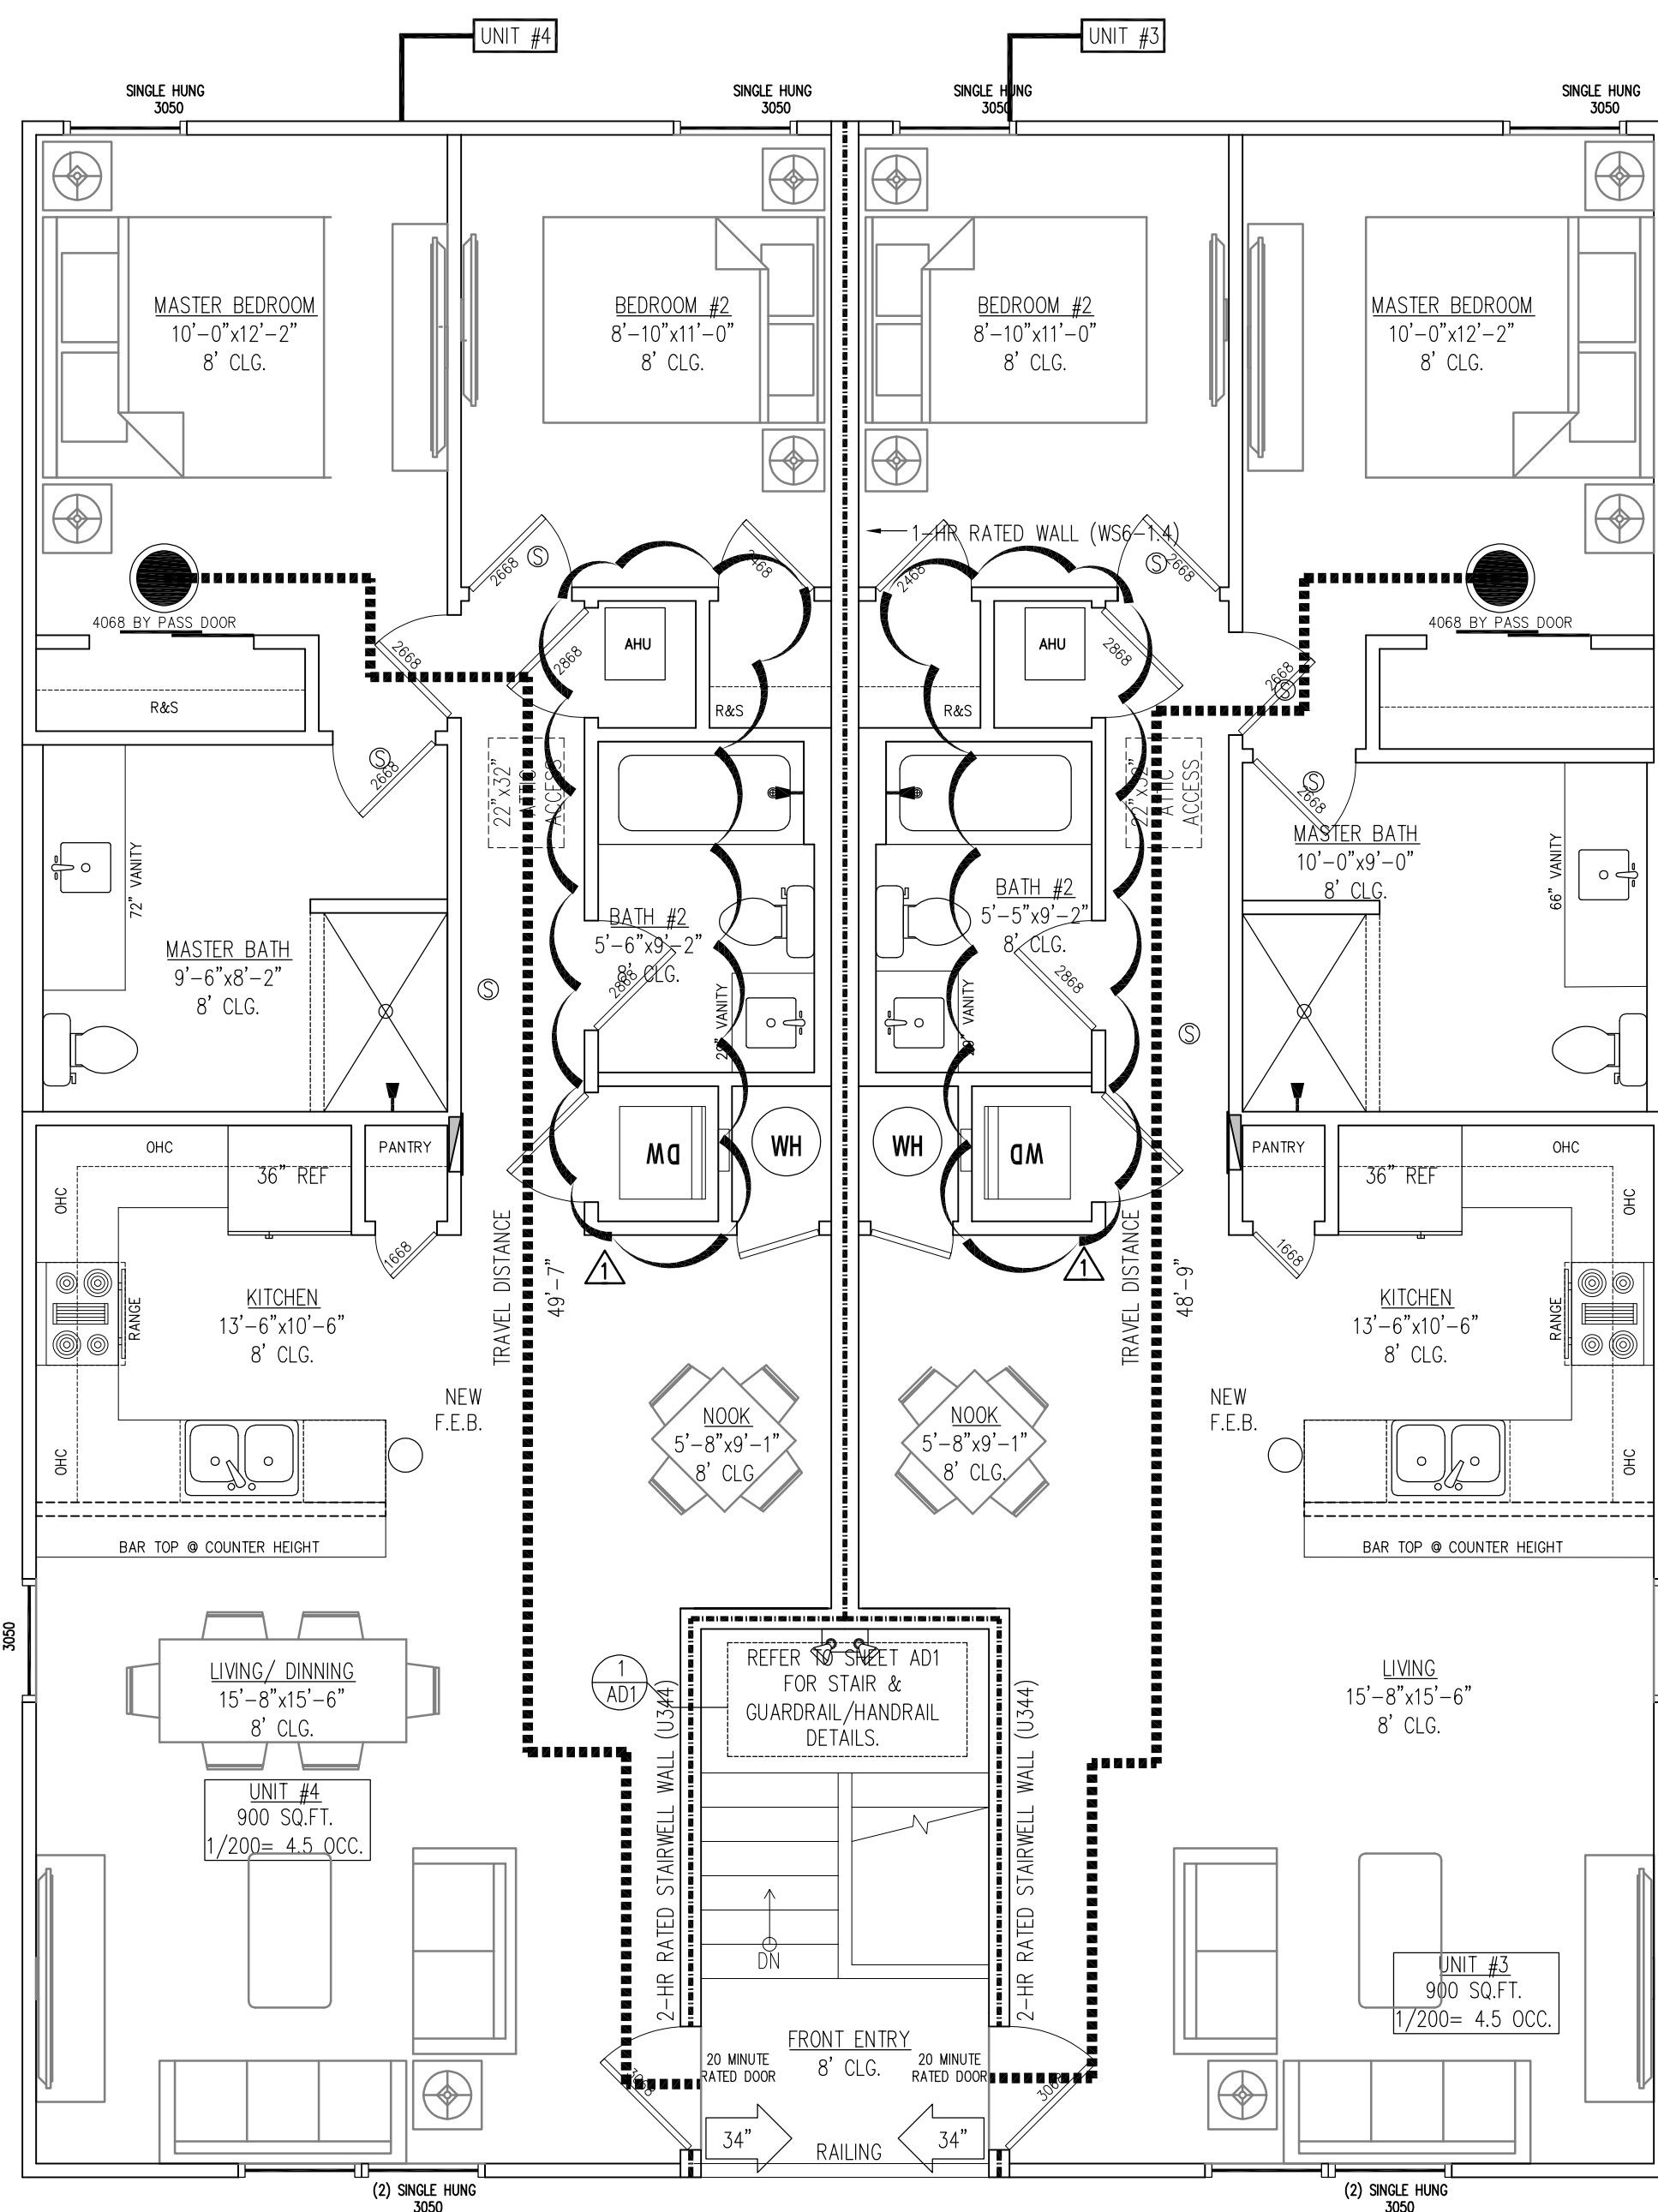 UNIT #4
UNIT #3
SINGLE HUNG
3050
SINGLE HUNG
3050
SINGLE HUNG
3050
SINGLE HUNG
3050
MASTER BEDROOM
10'-0"x12'-2"
8' CLG.
BEDROOM #2
8'-10"x11'-0"
8' CLG.
BEDROOM #2
8'-10"x11'-0"
8' CLG.
MASTER BEDROOM
10'-0"x12'-2"
8' CLG.
1-HR RATED WALL (WS6-1.4)
2668
S
2468
2468
S
2668
4068 BY PASS DOOR
4068 BY PASS DOOR
2668
2868
AHU
AHU
2868
2668
S
R&S
R&S
R&S
S
2668
22"x32"
ATTIC
ACCESS
22"x32"
ATTIC
ACCESS
S
2668
72" VANITY
MASTER BATH
9'-6"x8'-2"
8' CLG.
BATH #2
5'-6"x9'-2"
8' CLG.
2868
29" VANITY
BATH #2
5'-5"x9'-2"
8' CLG.
2868
29" VANITY
MASTER BATH
10'-0"x9'-0"
8' CLG.
66" VANITY
S
S
OHC
36" REF
PANTRY
DW
WH
WH
WD
PANTRY
36" REF
OHC
OHC
OHC
1668
1668
1
1
TRAVEL DISTANCE
49'-7"
TRAVEL DISTANCE
48'-9"
RANGE
KITCHEN
13'-6"x10'-6"
8' CLG.
KITCHEN
13'-6"x10'-6"
8' CLG.
RANGE
NEW
F.E.B.
NOOK
5'-8"x9'-1"
8' CLG
NOOK
5'-8"x9'-1"
8' CLG.
NEW
F.E.B.
OHC
OHC
BAR TOP @ COUNTER HEIGHT
BAR TOP @ COUNTER HEIGHT
3050
LIVING/ DINNING
15'-8"x15'-6"
8' CLG.
1
AD1
REFER TO SHEET AD1
FOR STAIR &
GUARDRAIL/HANDRAIL
DETAILS.
LIVING
15'-8"x15'-6"
8' CLG.
UNIT #4
900 SQ.FT.
1/200= 4.5 OCC.
2-HR RATED STAIRWELL WALL (U344)
2-HR RATED STAIRWELL WALL (U344)
DN
UNIT #3
900 SQ.FT.
1/200= 4.5 OCC.
FRONT ENTRY
8' CLG.
20 MINUTE
RATED DOOR
20 MINUTE
RATED DOOR
3068
3068
34"
34"
RAILING
(2) SINGLE HUNG
3050
(2) SINGLE HUNG
3050